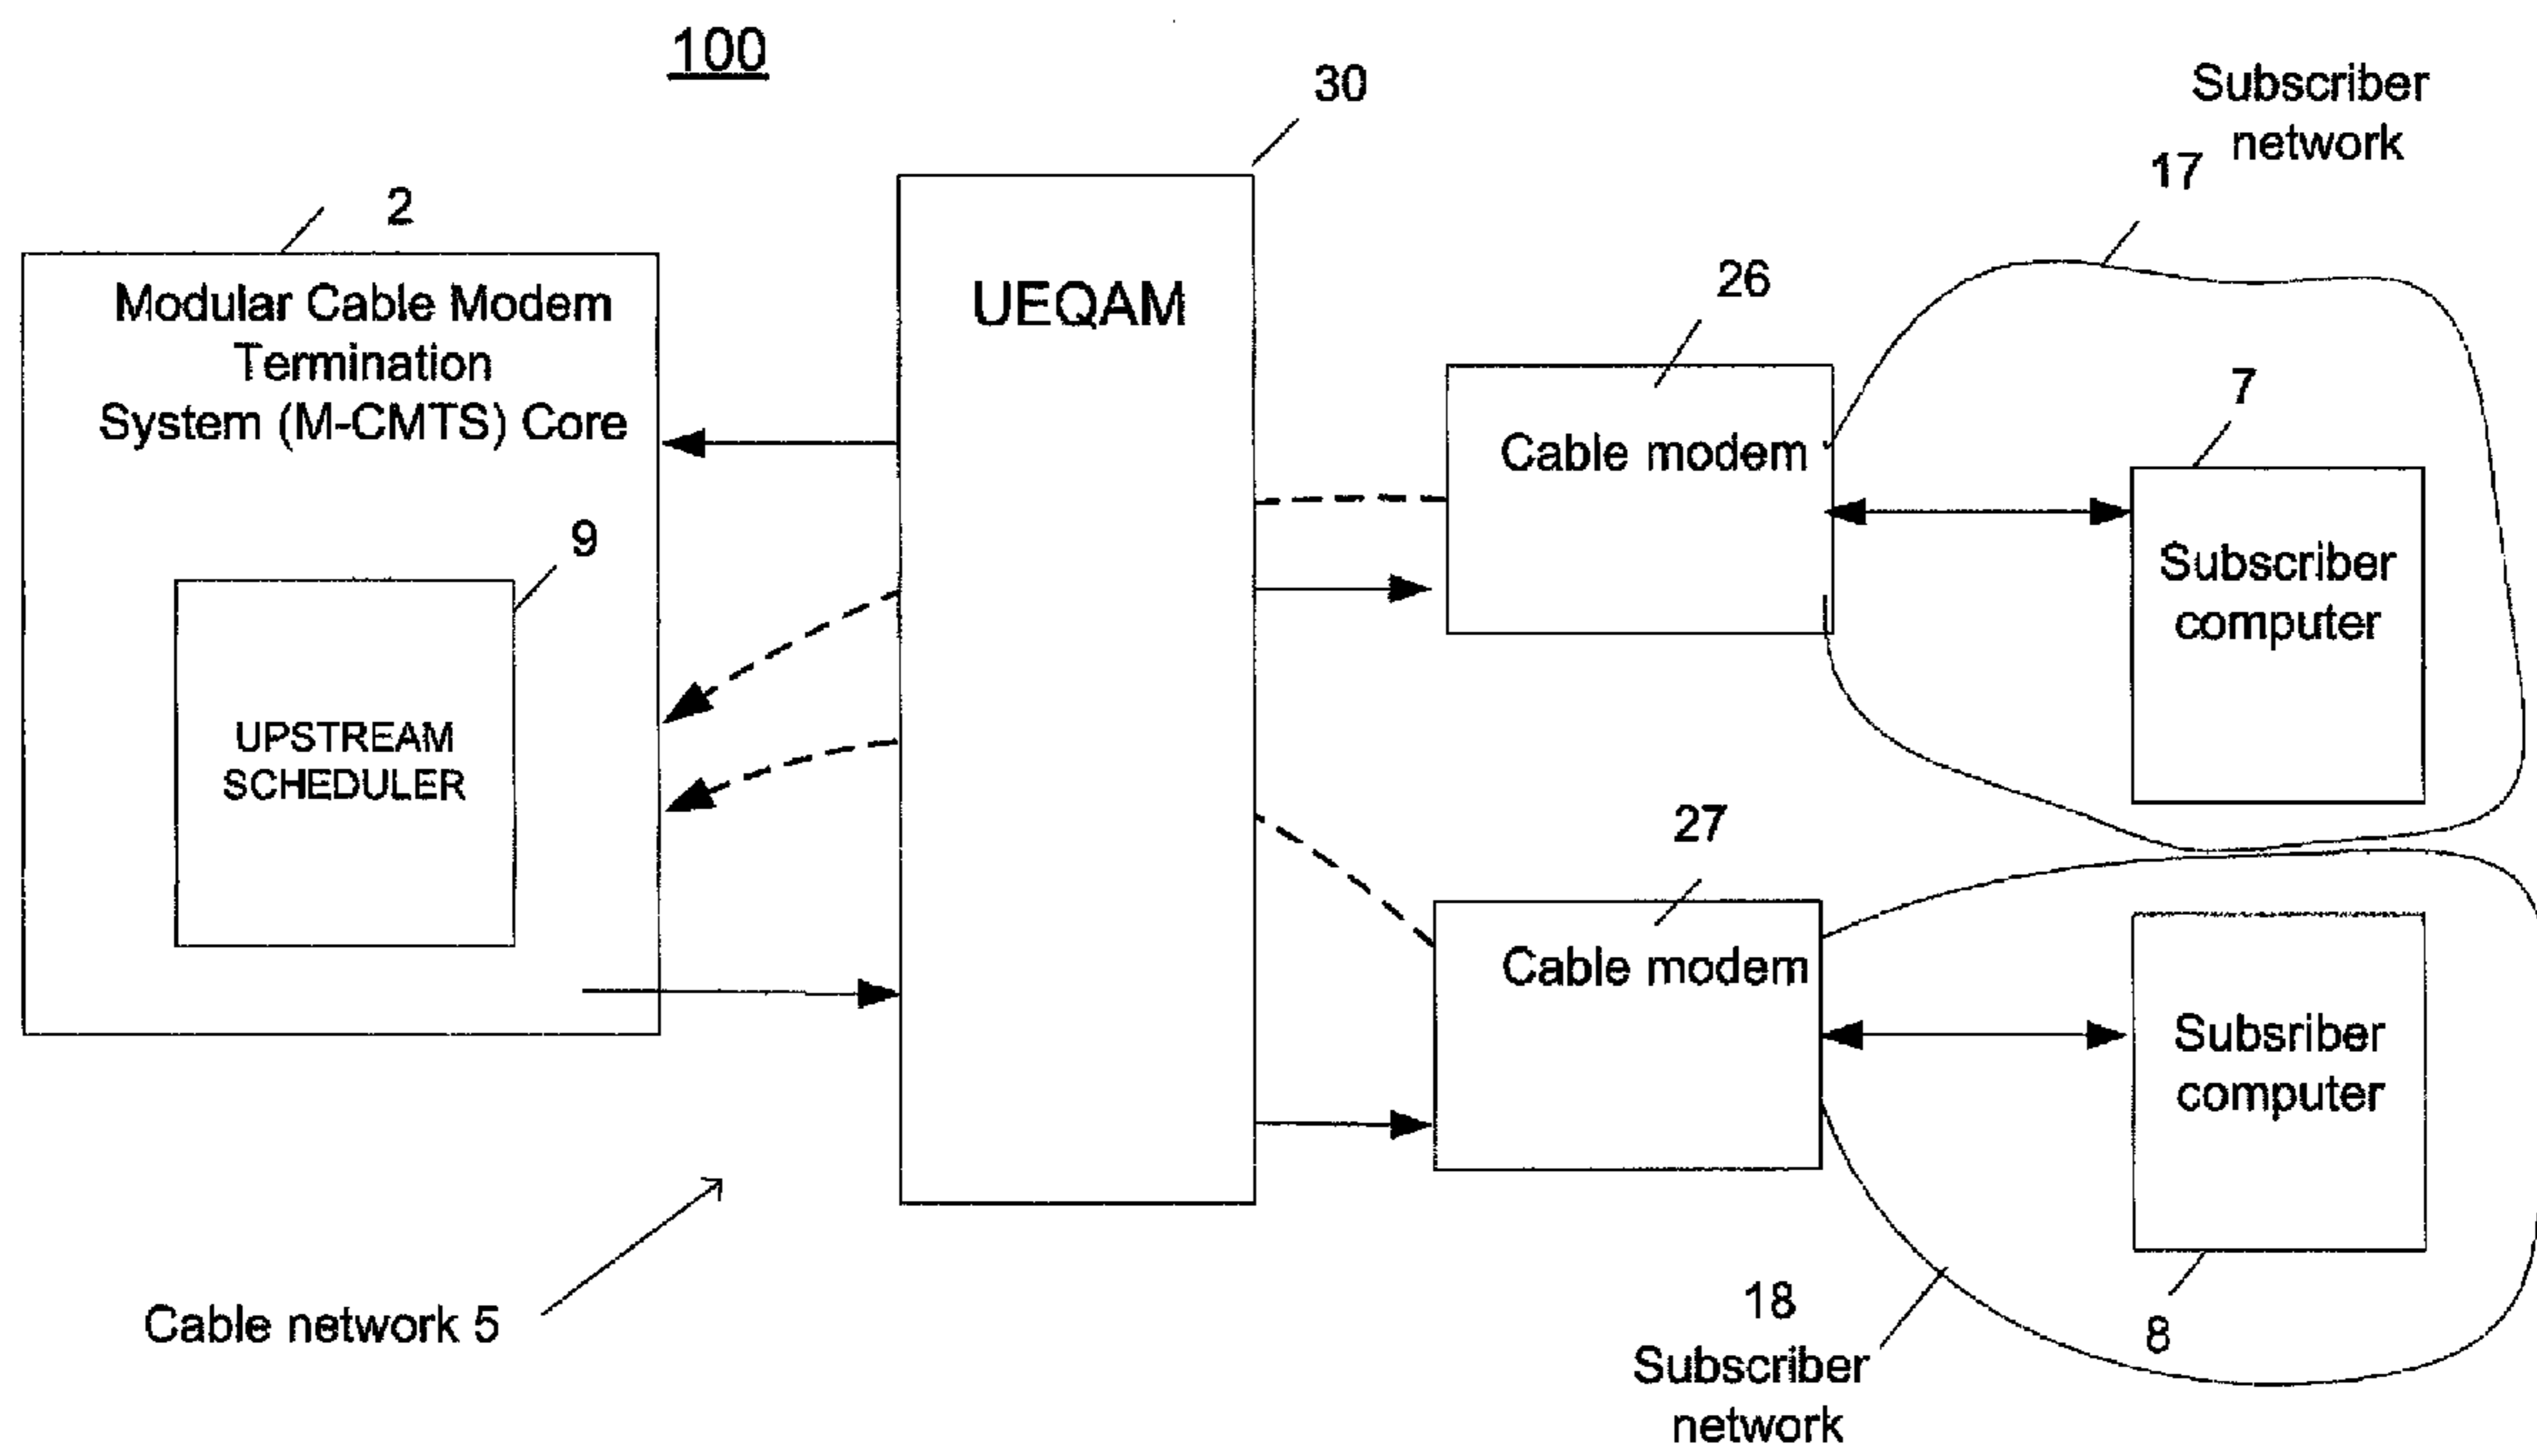 100
30
Subscriber
network
17
2
Modular Cable Modem
Termination
System (M-CMTS) Core
UEQAM
26
7
Cable modem
9
Subscriber
computer
UPSTREAM
SCHEDULER
27
Cable modem
Subsriber
computer
Cable network 5
18
Subscriber
network
8